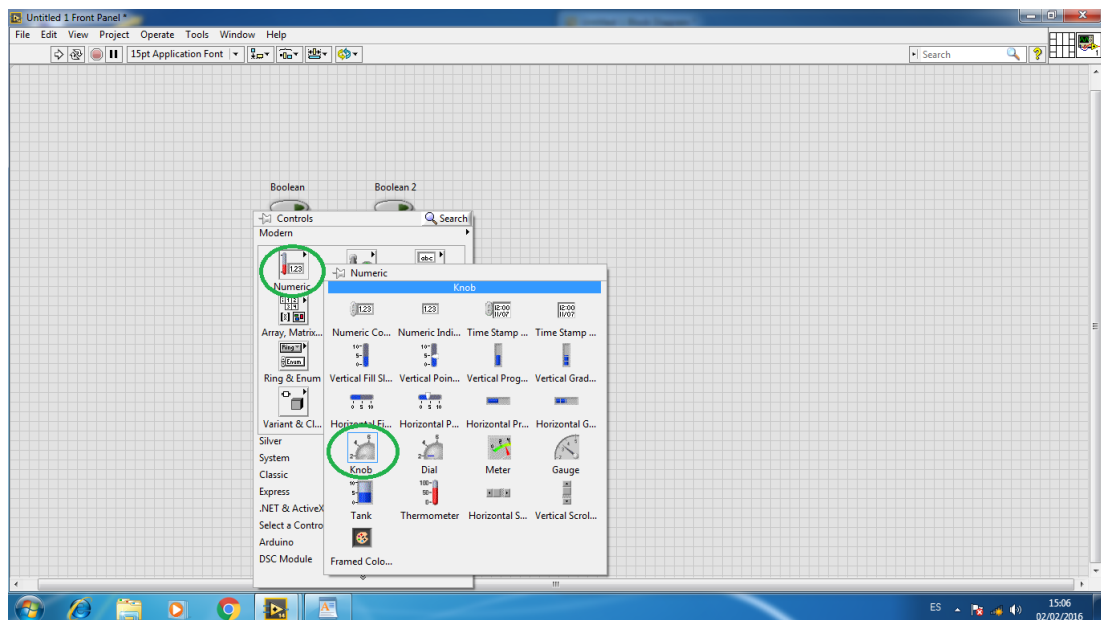 Untitled 1 Front Panel *
File Edit View Project Operate Tools Window Help
15pt Application Font
Search
Boolean Boolean 2
Controls Search
Modern
Numeric
Array, Matrix...
Ring & Enum
Variant & Cl...
Silver
System
Classic
Express
.NET & ActiveX
Select a Contro
Arduino
DSC Module
Numeric
Knob
Numeric Co... Numeric Indi... Time Stamp ... Time Stamp ...
Vertical Fill Sl... Vertical Poin... Vertical Prog... Vertical Grad...
Horizontal Fi... Horizontal P... Horizontal Pr... Horizontal G...
Knob Dial Meter Gauge
Tank Thermometer Horizontal S... Vertical Scrol...
Framed Colo...
ES 15:06
02/02/2016